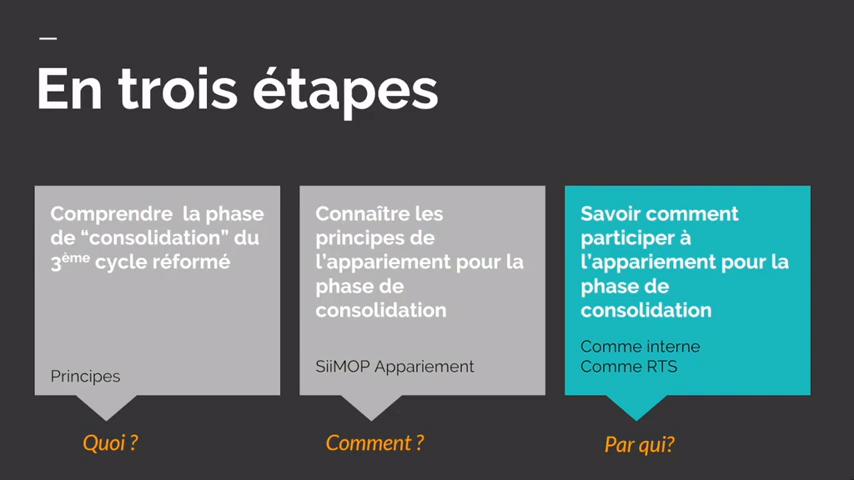 En trois étapes
Comprendre la phase
de “consolidation” du
3ème cycle réformé
Principes
Quoi ?
Connaître les
principes de
l’appariement pour la
phase de
consolidation
SiiMOP Appariement
Comment ?
Savoir comment
participer à
l’appariement pour la
phase de
consolidation
Comme interne
Comme RTS
Par qui?